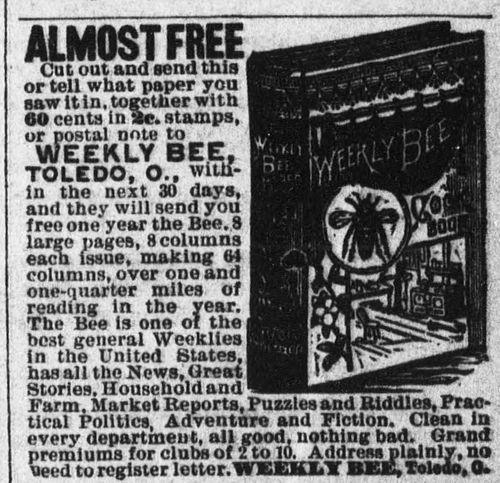 ALMOST FREE
Cut out and send this
or tell what paper you
saw it in, together with
60 cents in 2c. stamps,
or postal note to
WEEKLY BEE,
TOLEDO, O., with-
in the next 30 days,
and they will send you
free one year the Bee. 8
large pages, 8 columns
each issue, making 64
columns, over one and
one-quarter miles of
reading in the year.
The Bee is one of the
best general Weeklies
in the United States,
has all the News, Great
Stories, Household and
Farm, Market Reports, Puzzles and Riddles, Prac-
tical Politics, Adventure and Fiction. Clean in
every department, all good, nothing bad. Grand
premiums for clubs of 2 to 10. Address plainly, no
need to register letter. WEEKLY BEE, Toledo, O.
WEEKLY
BEE
WEEKLY BEE
COOK
BOOK